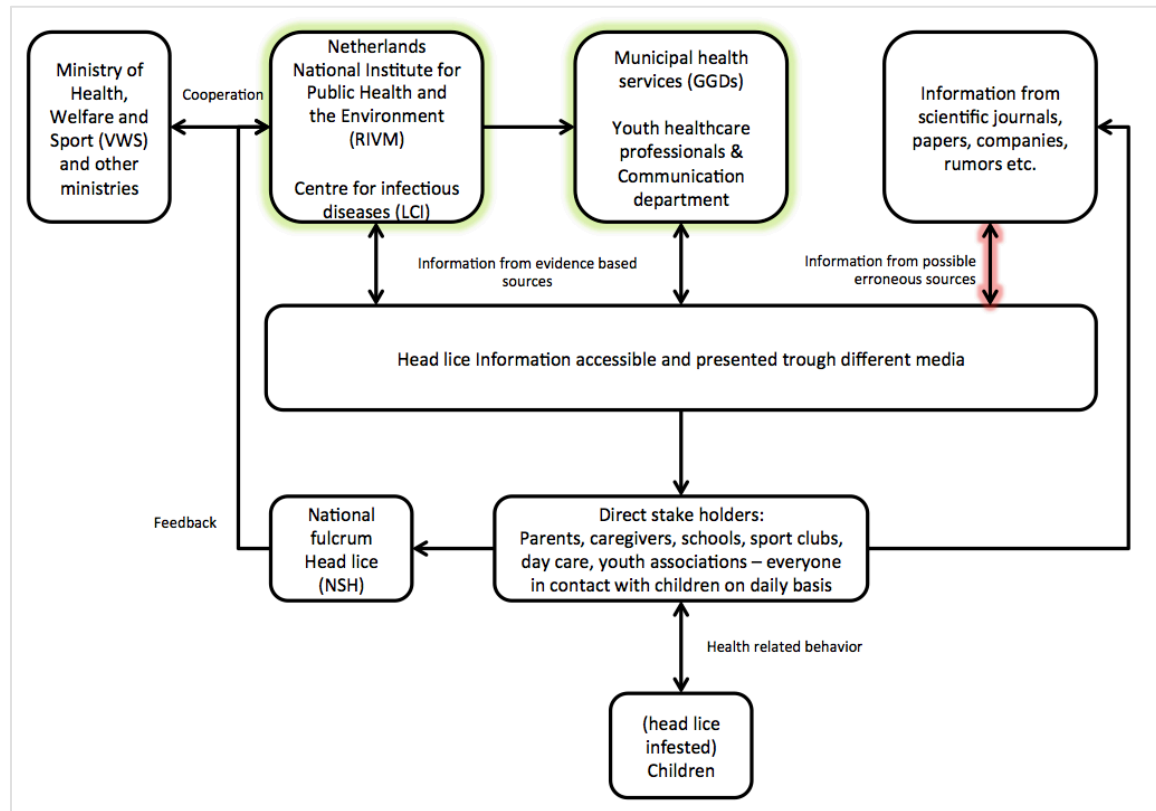 Ministry of
Health,
Welfare and
Sport (VWS)
and other
ministries
Cooperation
Netherlands
National Institute for
Public Health and
the Environment
(RIVM)
Centre for infectious
diseases (LCI)
Municipal health
services (GGDs)
Youth healthcare
professionals &
Communication
department
Information from
scientific journals,
papers, companies,
rumors etc.
Information from evidence based
sources
Information from possible
erroneous sources
Head lice Information accessible and presented trough different media
Feedback
National
fulcrum
Head lice
(NSH)
Direct stake holders:
Parents, caregivers, schools, sport clubs,
day care, youth associations – everyone
in contact with children on daily basis
Health related behavior
(head lice
infested)
Children